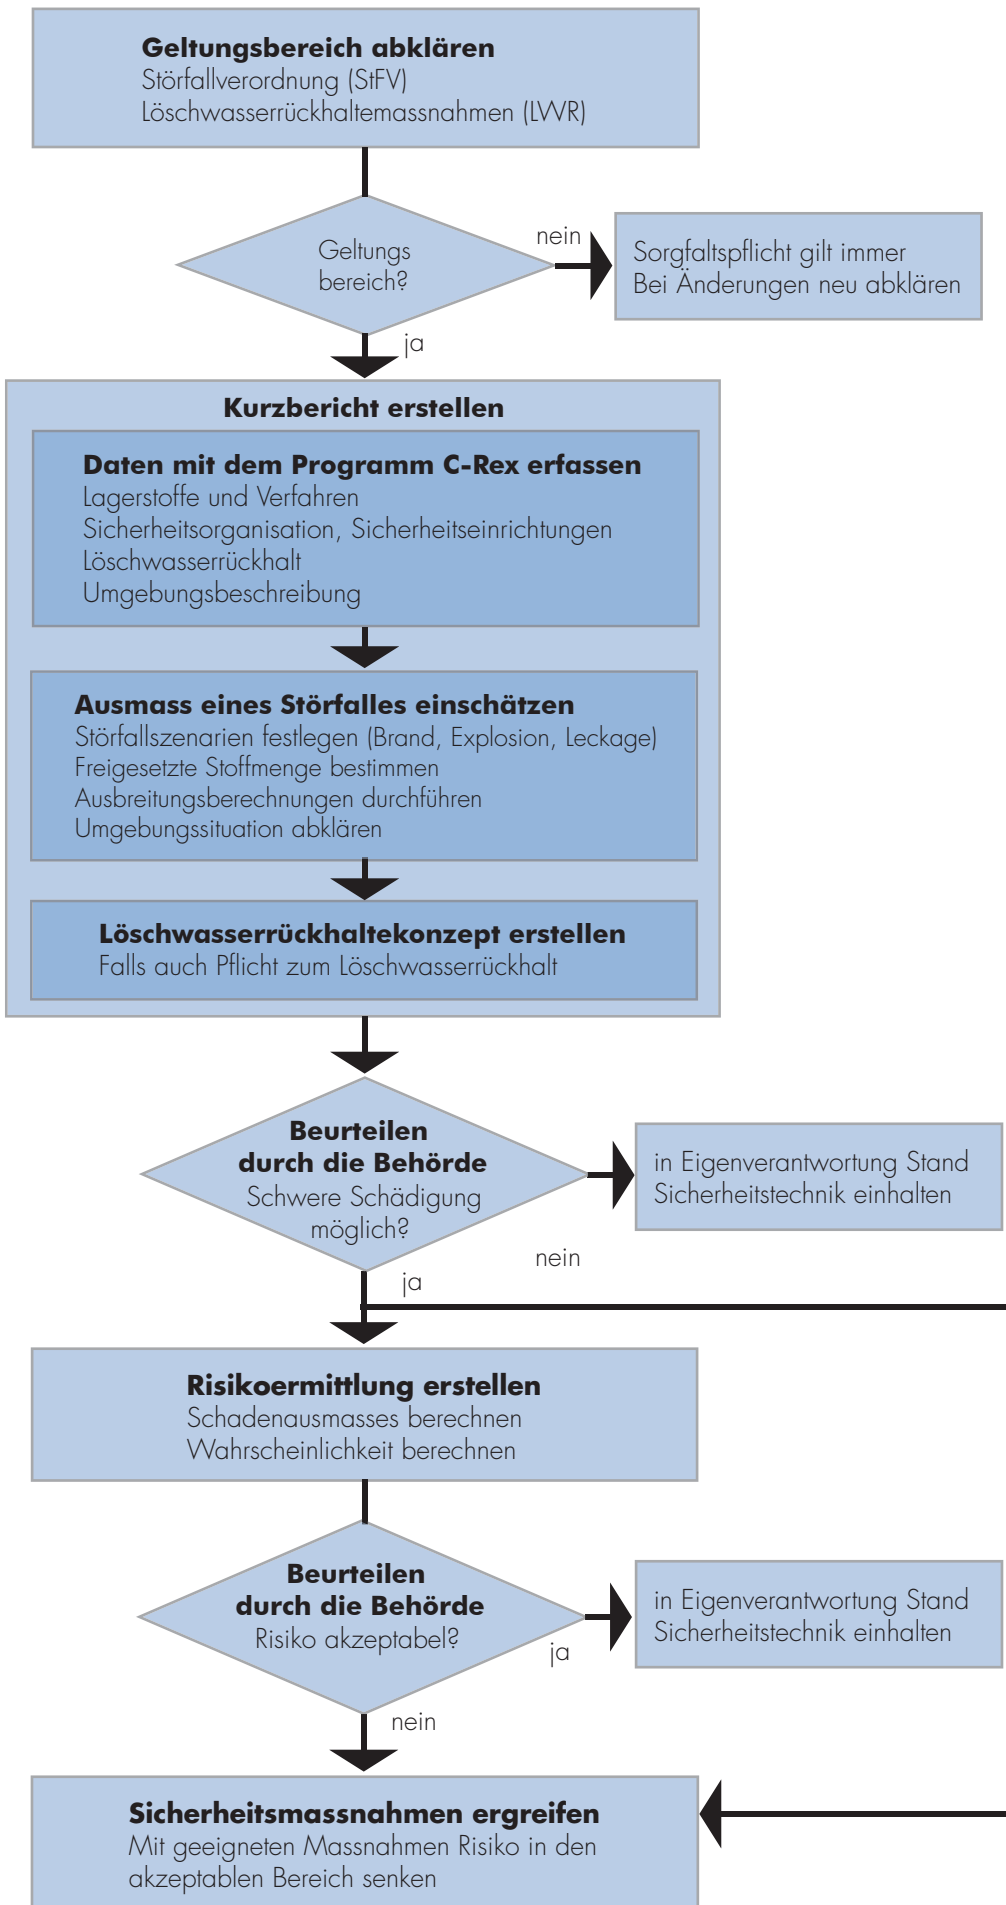 Geltungsbereich abklären
Störfallverordnung (StFV)
Löschwasserrückhaltemassnahmen (LWR)
Geltungs
bereich?
nein
Sorgfaltspflicht gilt immer
Bei Änderungen neu abklären
ja
Kurzbericht erstellen
Daten mit dem Programm C-Rex erfassen
Lagerstoffe und Verfahren
Sicherheitsorganisation, Sicherheitseinrichtungen
Löschwasserrückhalt
Umgebungsbeschreibung
Ausmass eines Störfalles einschätzen
Störfallszenarien festlegen (Brand, Explosion, Leckage)
Freigesetzte Stoffmenge bestimmen
Ausbreitungsberechnungen durchführen
Umgebungssituation abklären
Löschwasserrückhaltekonzept erstellen
Falls auch Pflicht zum Löschwasserrückhalt
Beurteilen
durch die Behörde
Schwere Schädigung
möglich?
in Eigenverantwortung Stand
Sicherheitstechnik einhalten
nein
ja
Risikoermittlung erstellen
Schadenausmasses berechnen
Wahrscheinlichkeit berechnen
Beurteilen
durch die Behörde
Risiko akzeptabel?
ja
in Eigenverantwortung Stand
Sicherheitstechnik einhalten
nein
Sicherheitsmassnahmen ergreifen
Mit geeigneten Massnahmen Risiko in den
akzeptablen Bereich senken